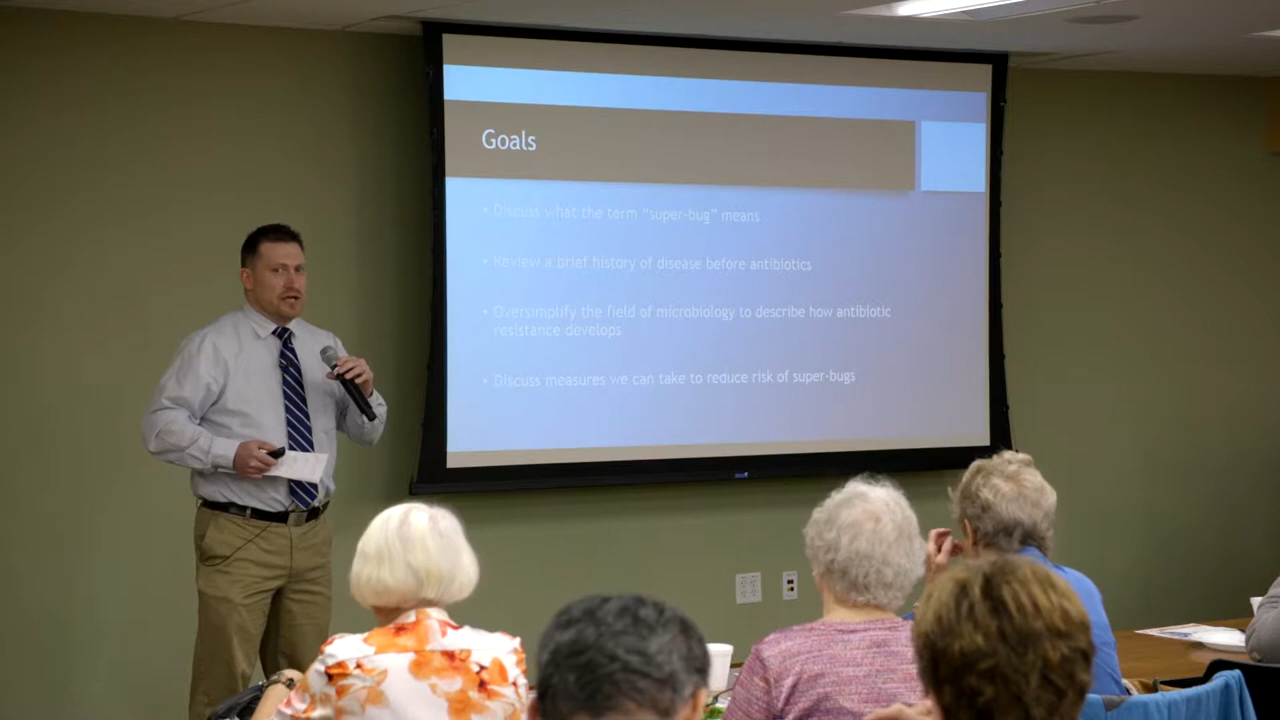 Goals
• Discuss what the term “super-bug” means
• Review a brief history of disease before antibiotics
• Oversimplify the field of microbiology to describe how antibiotic
resistance develops
• Discuss measures we can take to reduce risk of super-bugs